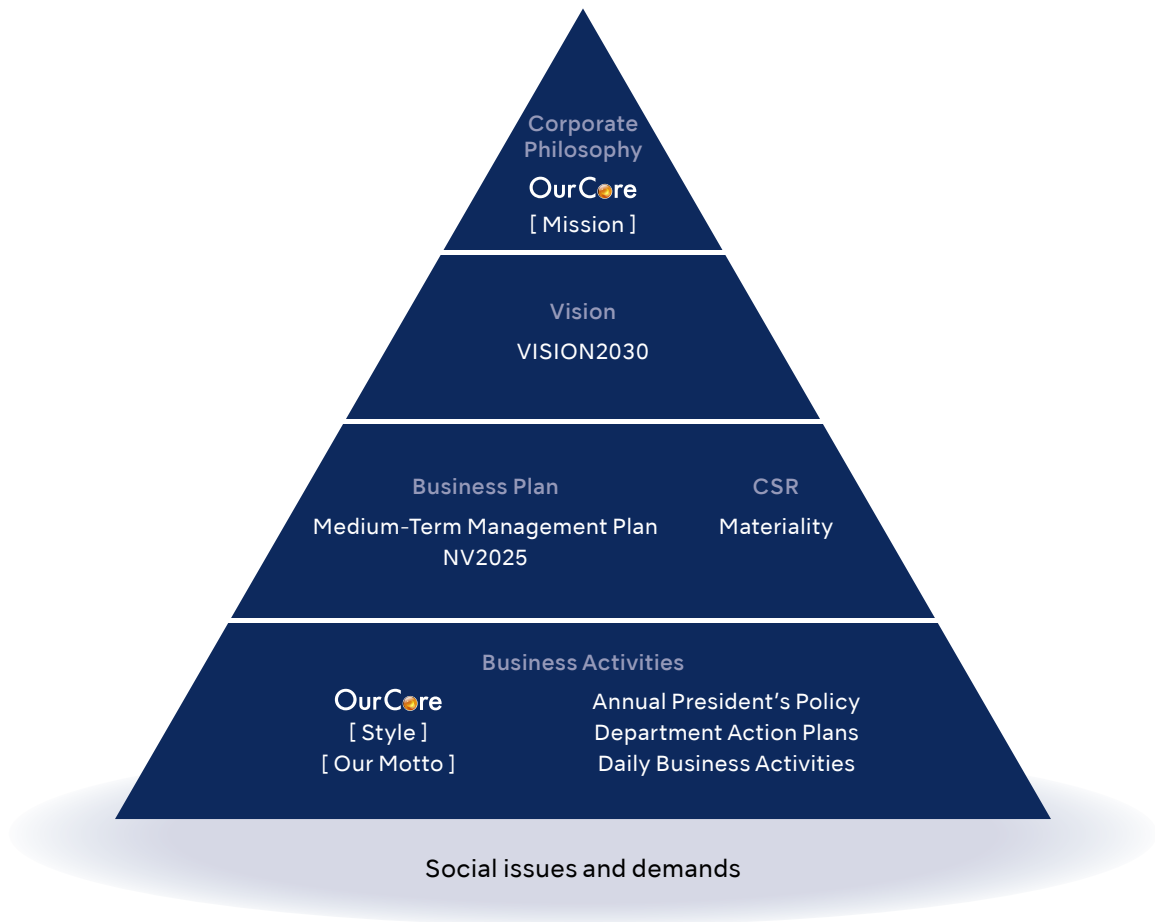 Corporate
Philosophy
OurCore
[ Mission ]
Vision
VISION2030
Business Plan
Medium-Term Management Plan
NV2025
CSR
Materiality
Business Activities
OurCore
[ Style ]
[ Our Motto ]
Annual President’s Policy
Department Action Plans
Daily Business Activities
Social issues and demands